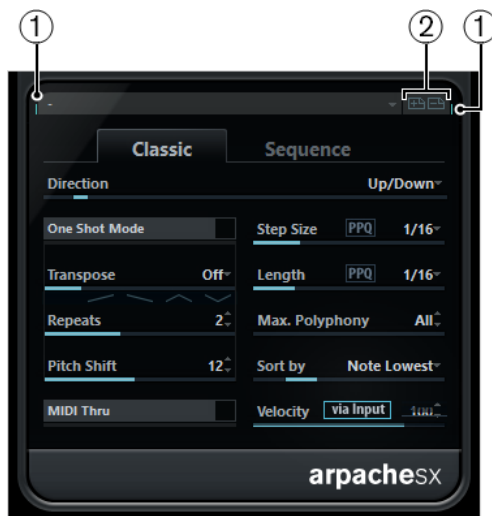 1 2 1
-
Classic Sequence
Direction Up/Down
One Shot Mode Step Size PPQ 1/16
Transpose Off Length PPQ 1/16
Repeats 2 Max. Polyphony All
Pitch Shift 12 Sort by Note Lowest
MIDI Thru Velocity via Input 100
arpachesx